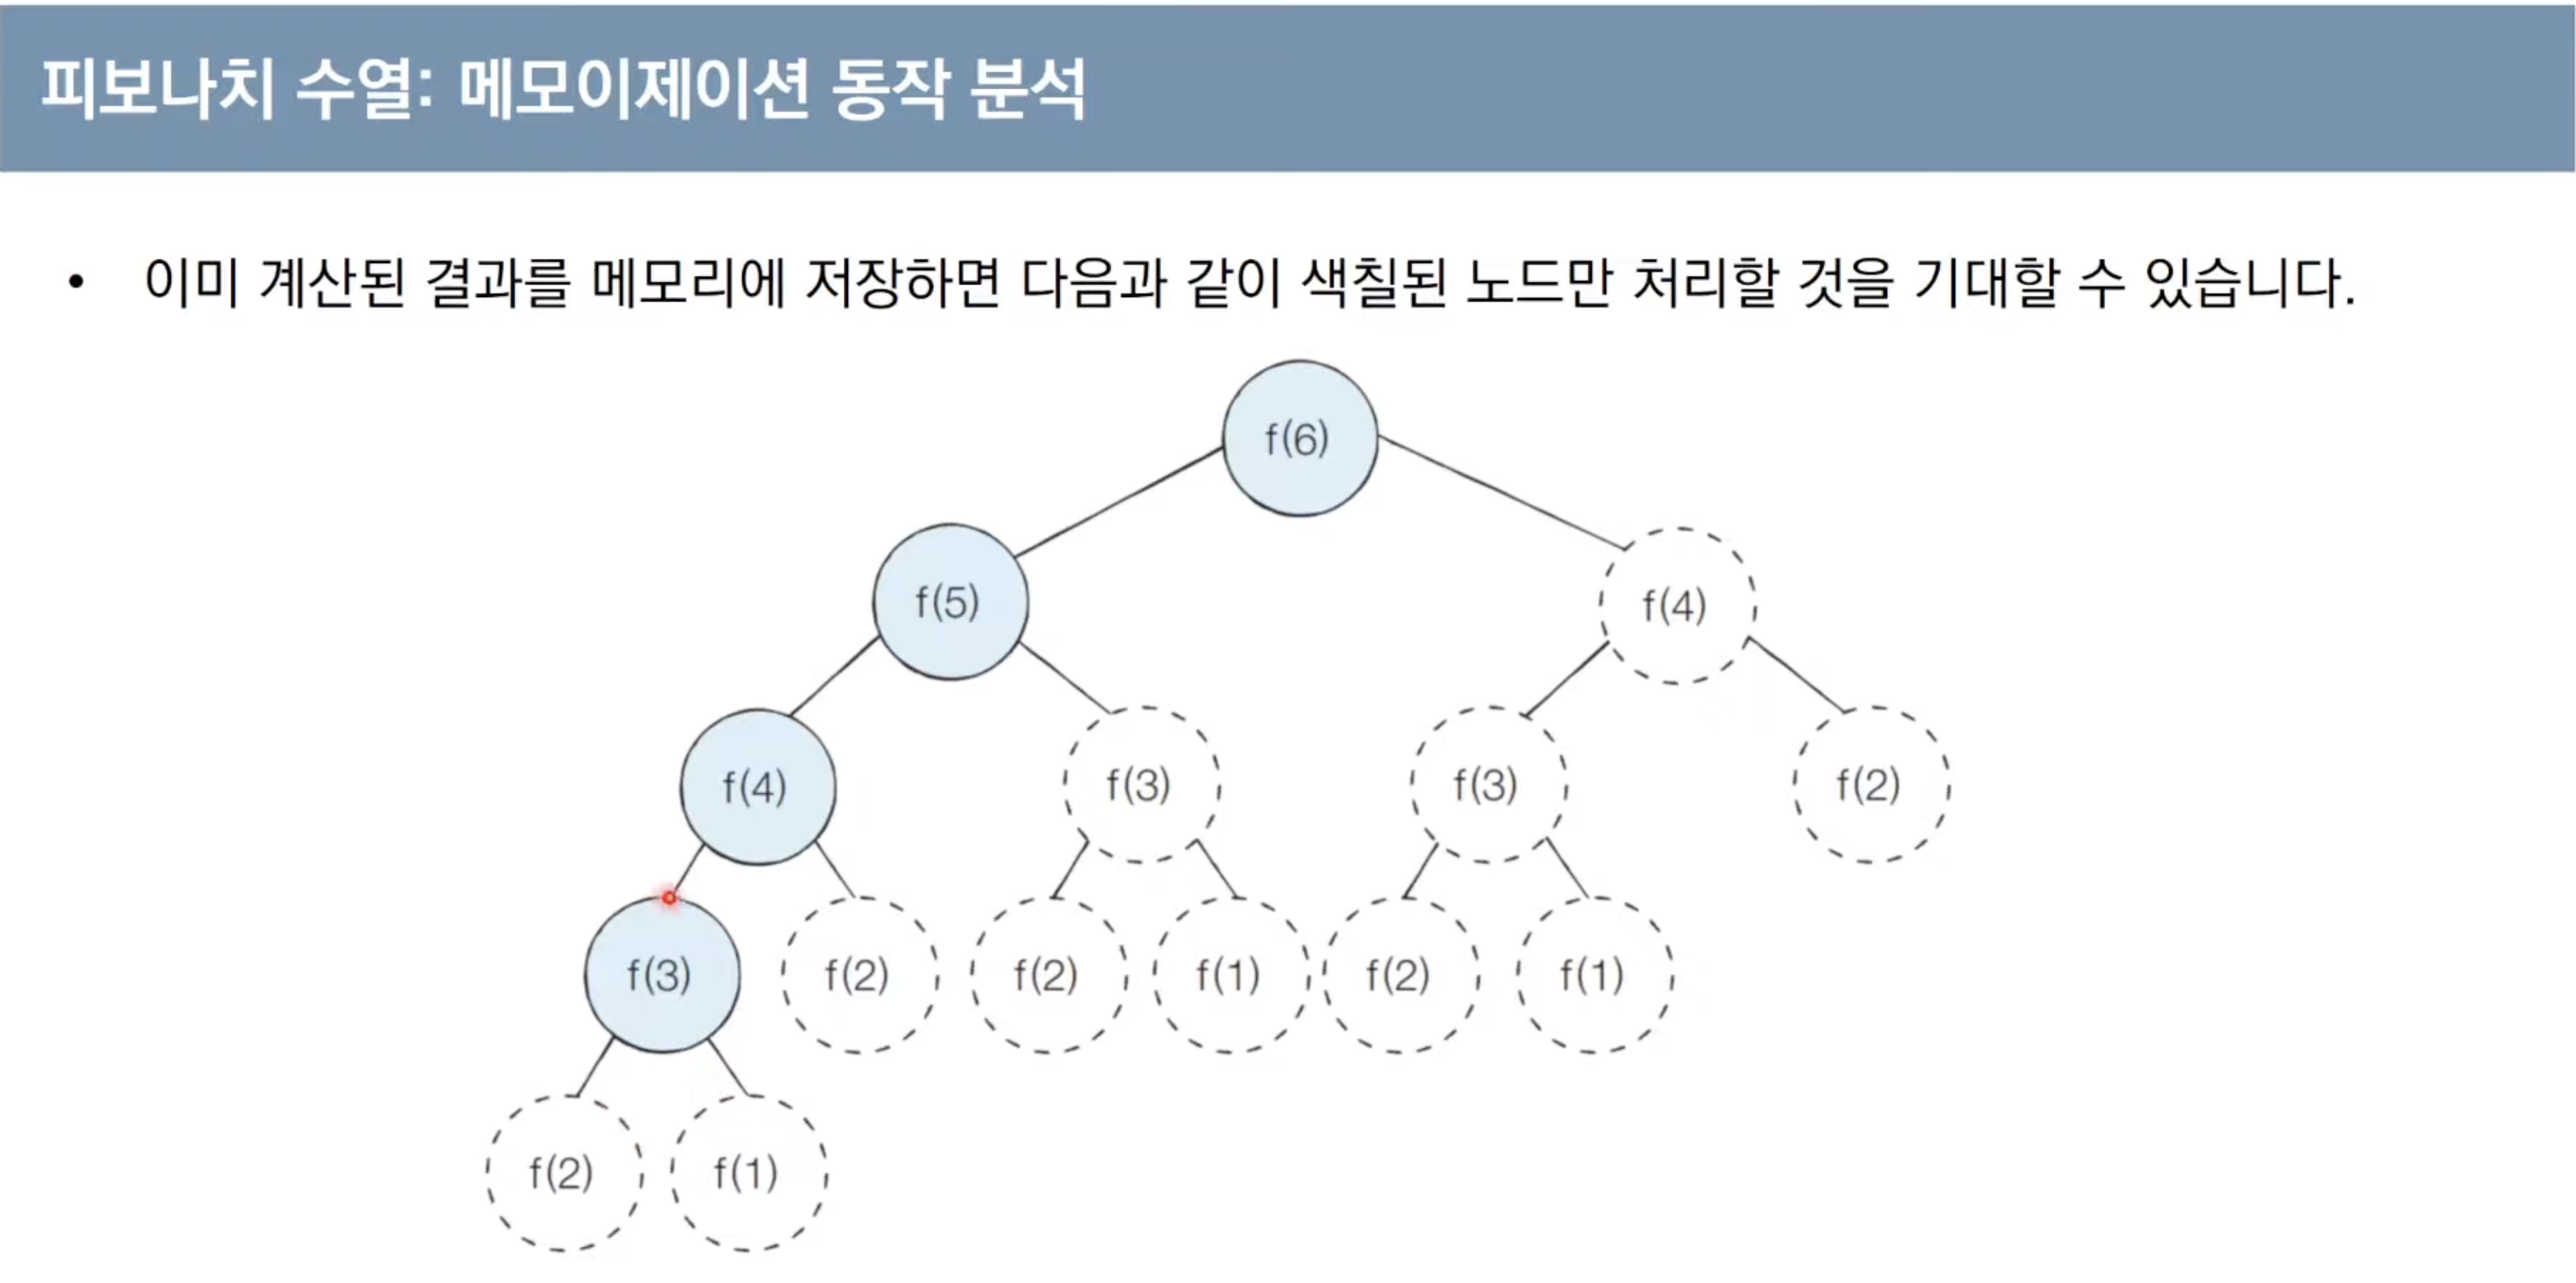 피보나치 수열: 메모이제이션 동작 분석
• 이미 계산된 결과를 메모리에 저장하면 다음과 같이 색칠된 노드만 처리할 것을 기대할 수 있습니다.
f(6)
f(5) f(4)
f(4) f(3) f(3) f(2)
f(3) f(2) f(2) f(1) f(2) f(1)
f(2) f(1)